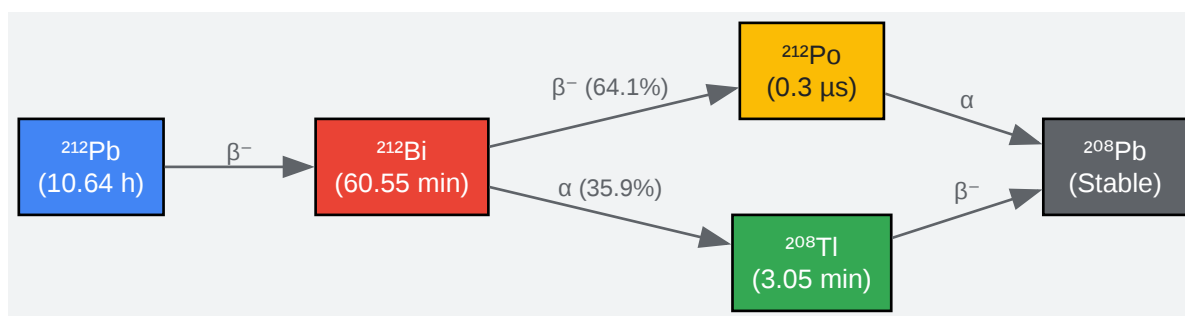 ²¹²Pb
(10.64 h)
β⁻
²¹²Bi
(60.55 min)
β⁻ (64.1%)
α (35.9%)
²¹²Po
(0.3 µs)
²⁰⁸Tl
(3.05 min)
α
β⁻
²⁰⁸Pb
(Stable)